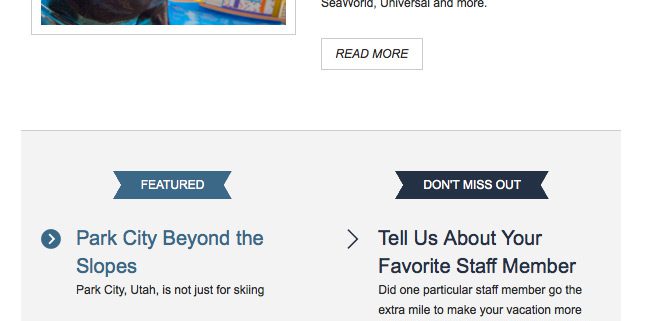 SeaWorld, Universal and more.
READ MORE
FEATURED
Park City Beyond the
Slopes
Park City, Utah, is not just for skiing
DON'T MISS OUT
Tell Us About Your
Favorite Staff Member
Did one particular staff member go the
extra mile to make your vacation more